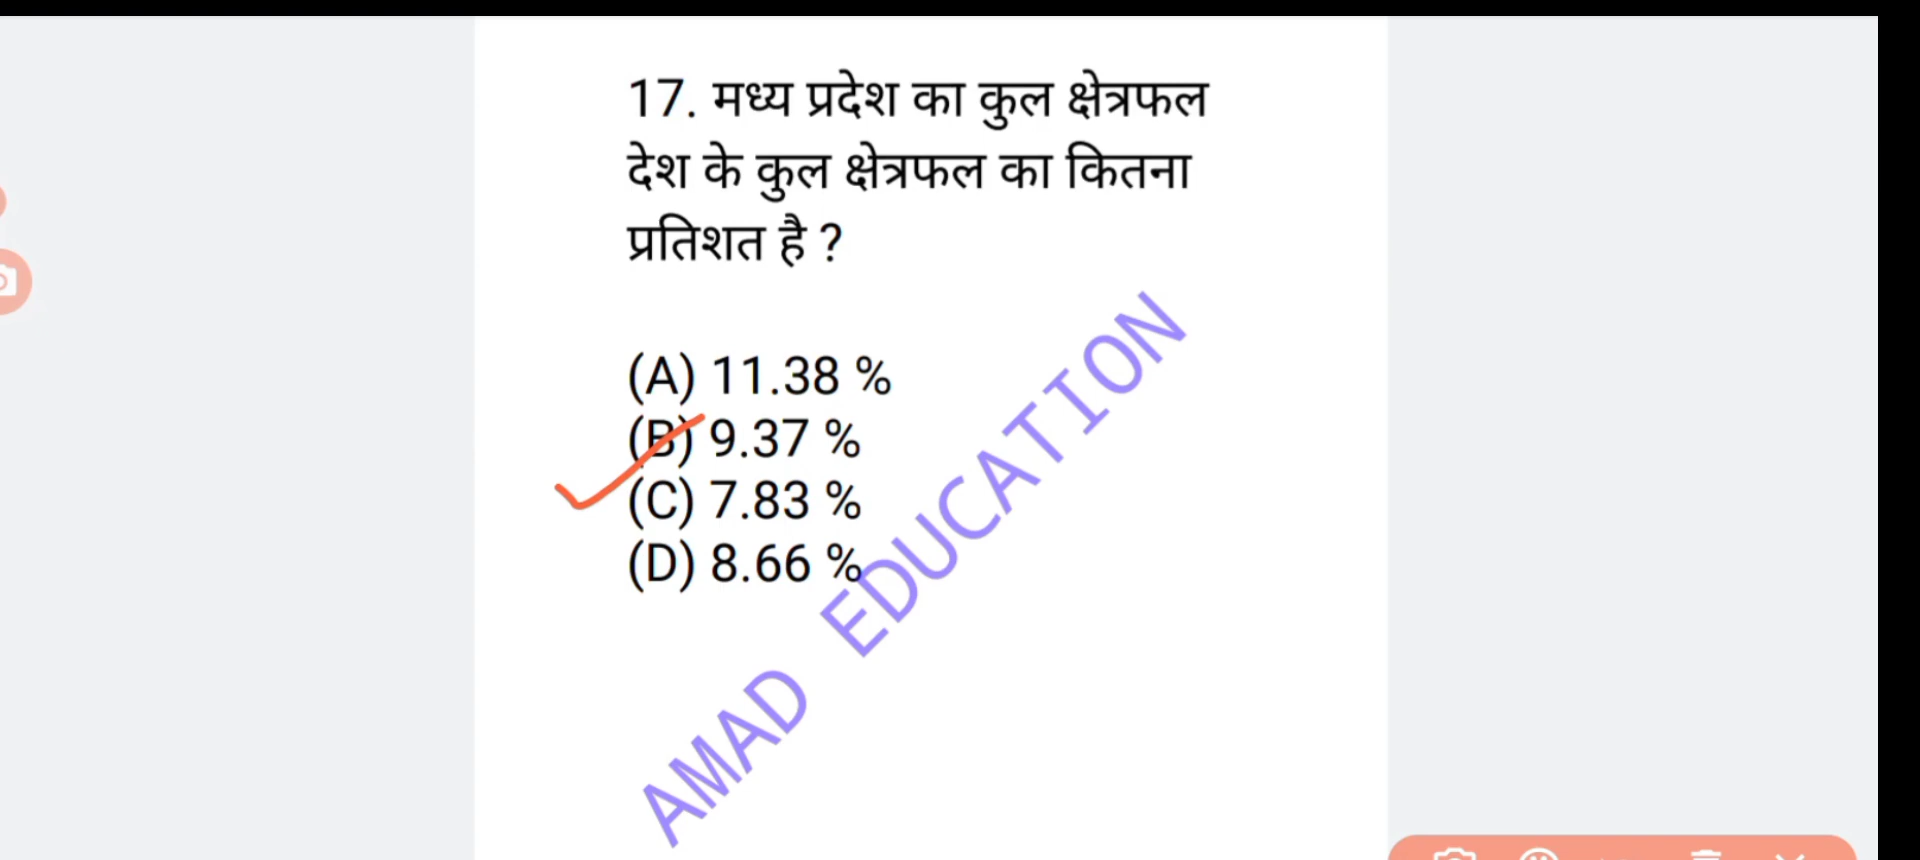 17. मध्य प्रदेश का कुल क्षेत्रफल
देश के कुल क्षेत्रफल का कितना
प्रतिशत है ?
(A) 11.38 %
(B) 9.37 %
(C) 7.83 %
(D) 8.66 %
AMAD EDUCATION